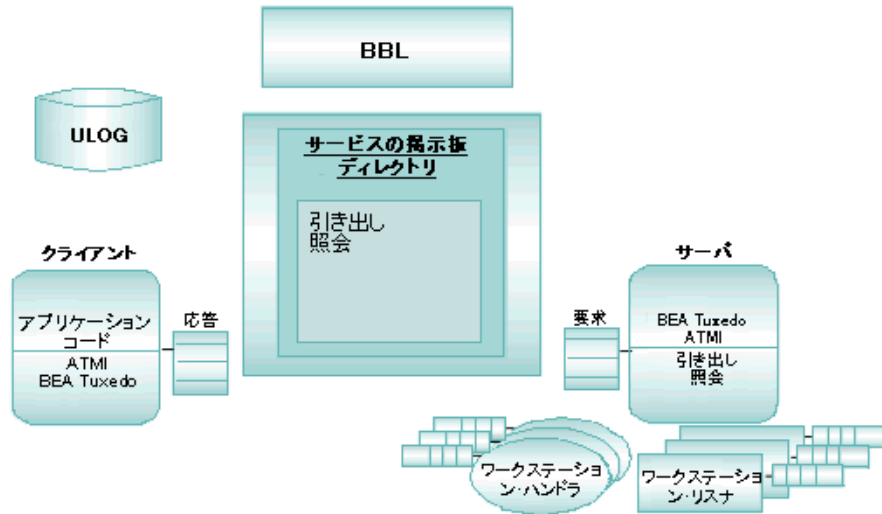 BBL
ULOG
サービスの掲示板
ディレクトリ
引き出し
照会
クライアント
アプリケーション
コード
ATMI
BEA Tuxedo
応答
要求
サーバ
BEA Tuxedo
ATMI
引き出し
照会
ワークステーショ
ン・ハンドラ
ワークステーショ
ン・リスナ